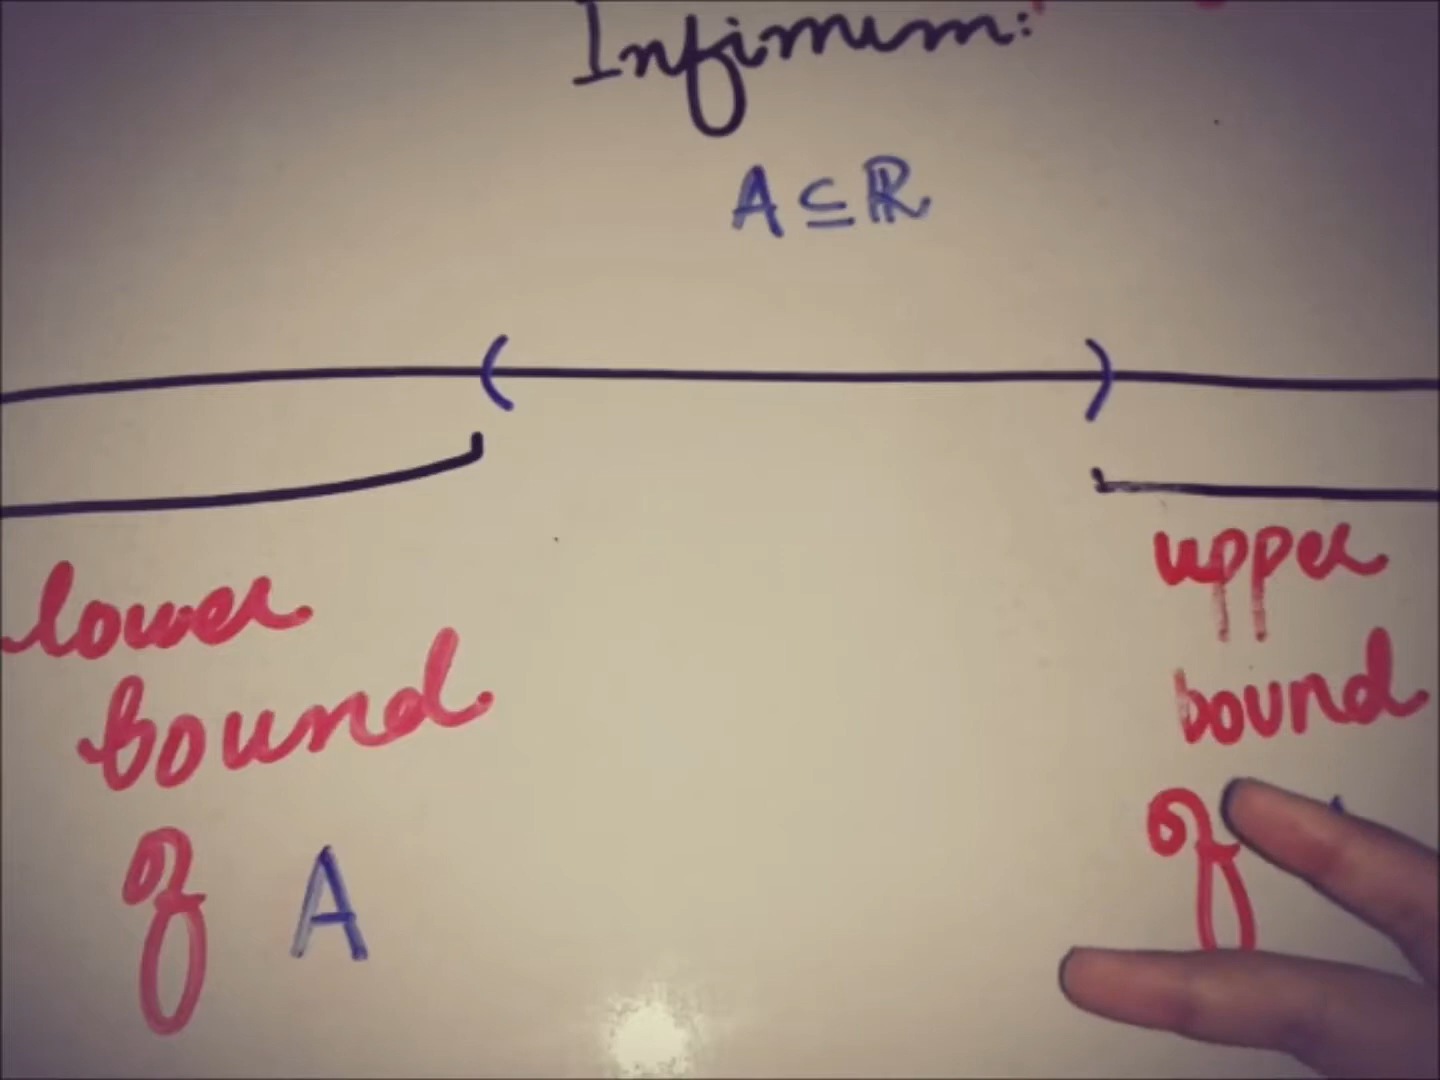 Infimum:
A ⊆ ℝ
( )
lower
bound
of A
upper
bound
of